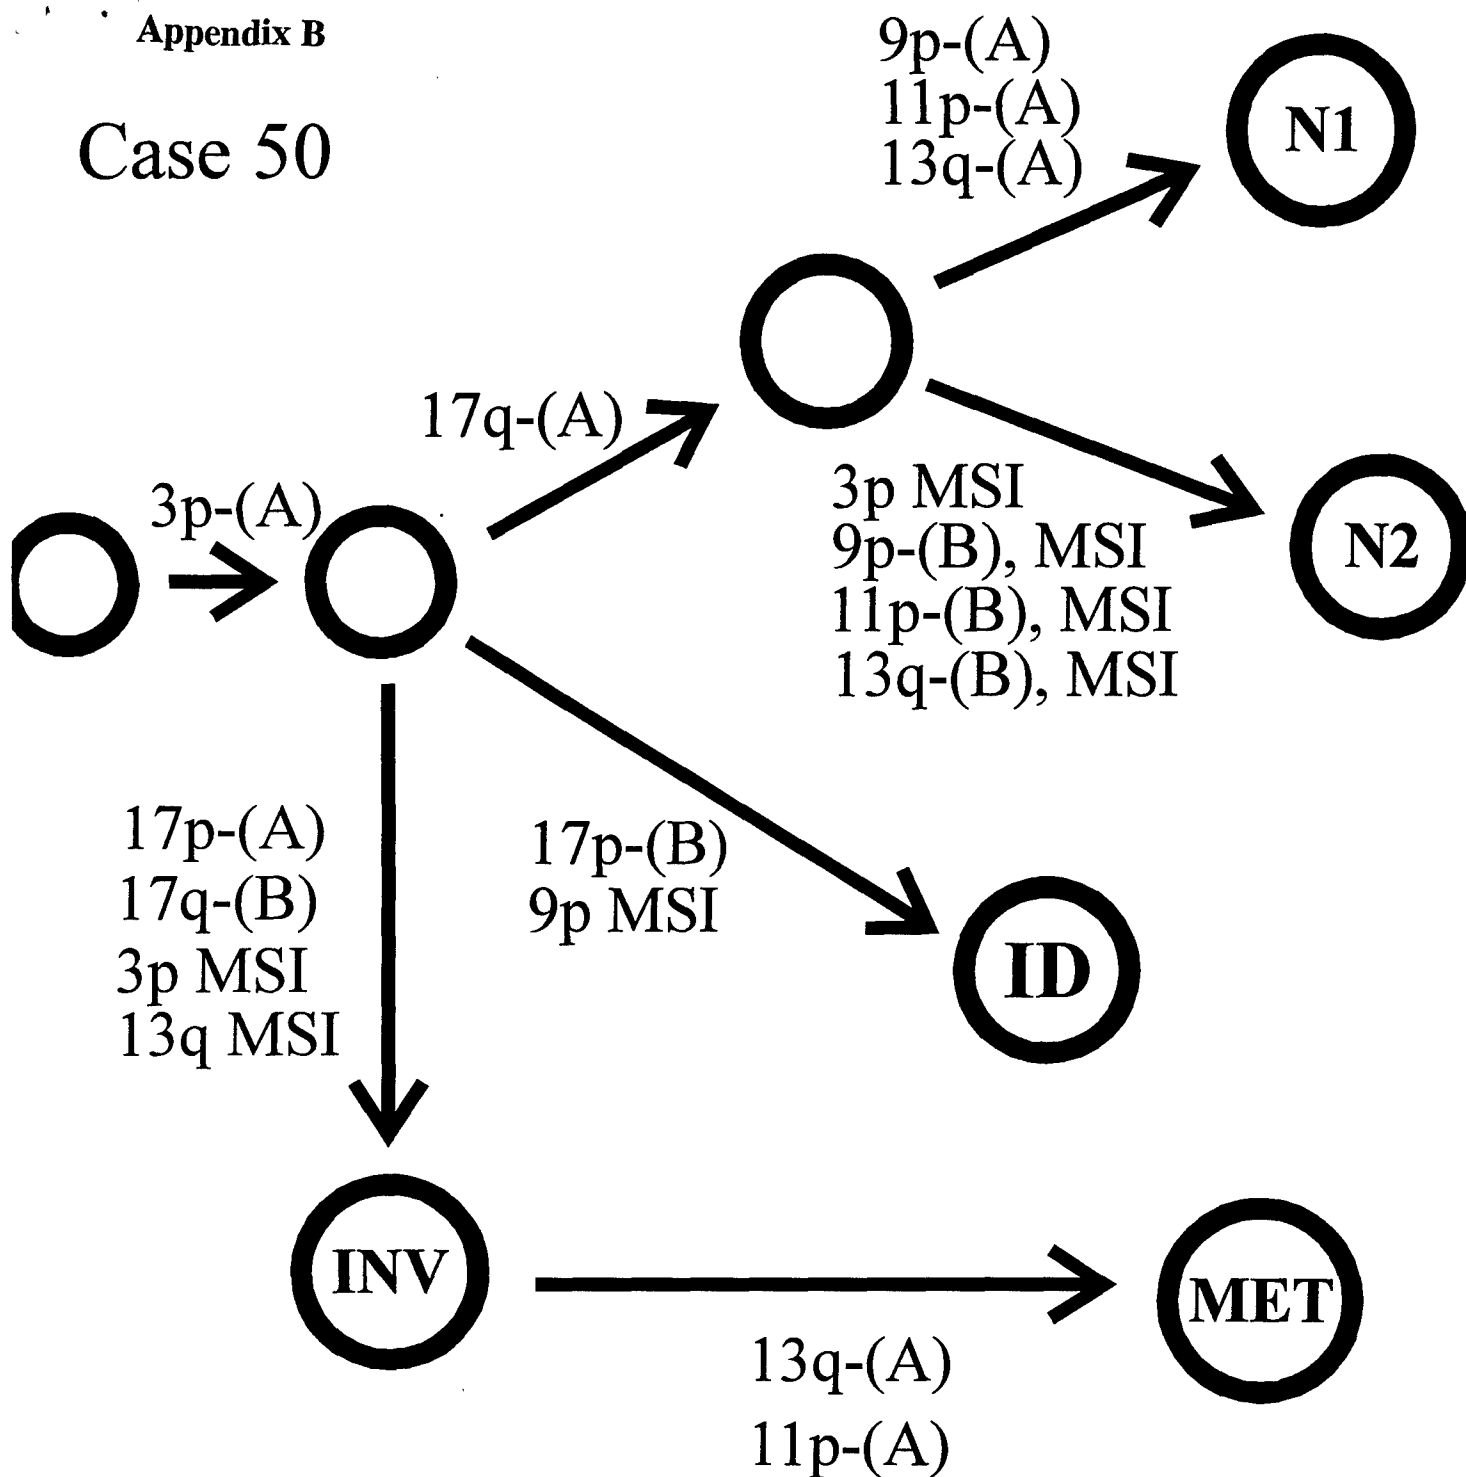 Appendix B
Case 50
9p-(A)
11p-(A)
13q-(A)
N1
17q-(A)
3p-(A)
3p MSI
9p-(B), MSI
11p-(B), MSI
13q-(B), MSI
N2
17p-(A)
17q-(B)
3p MSI
13q MSI
17p-(B)
9p MSI
ID
INV
MET
13q-(A)
11p-(A)